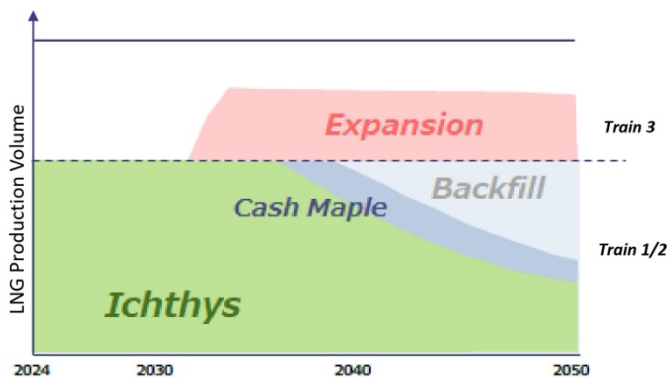 LNG Production Volume
Expansion
Train 3
Backfill
Cash Maple
Train 1/2
Ichthys
2024 2030 2040 2050